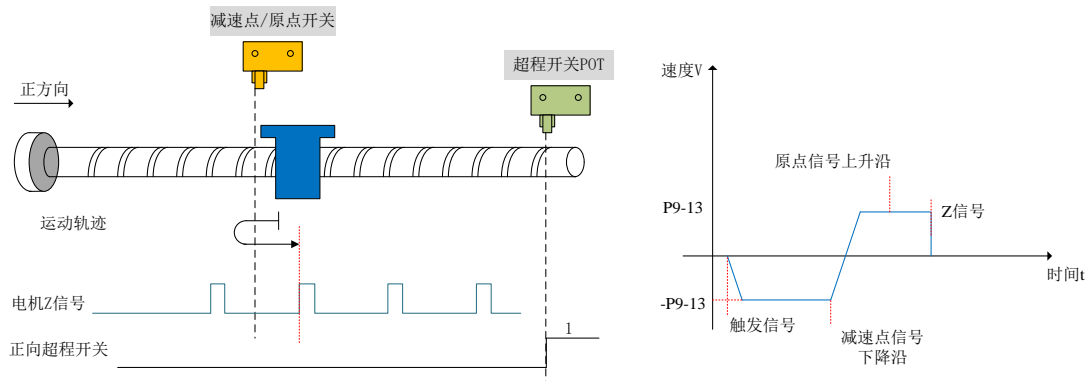 减速点/原点开关
超程开关POT
正方向
运动轨迹
电机Z信号
正向超程开关
1
速度V
原点信号上升沿
P9-13
Z信号
时间t
-P9-13
触发信号
减速点信号
下降沿